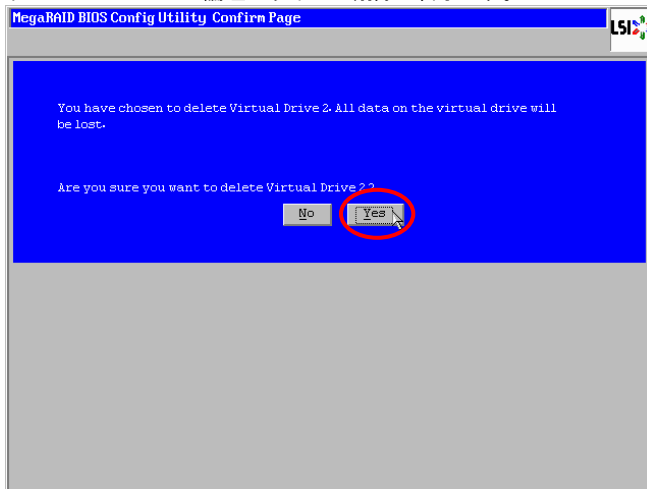 MegaRAID BIOS Config Utility Confirm Page
LSI
You have chosen to delete Virtual Drive 2. All data on the virtual drive will
be lost.
Are you sure you want to delete Virtual Drive 2?
No
Yes